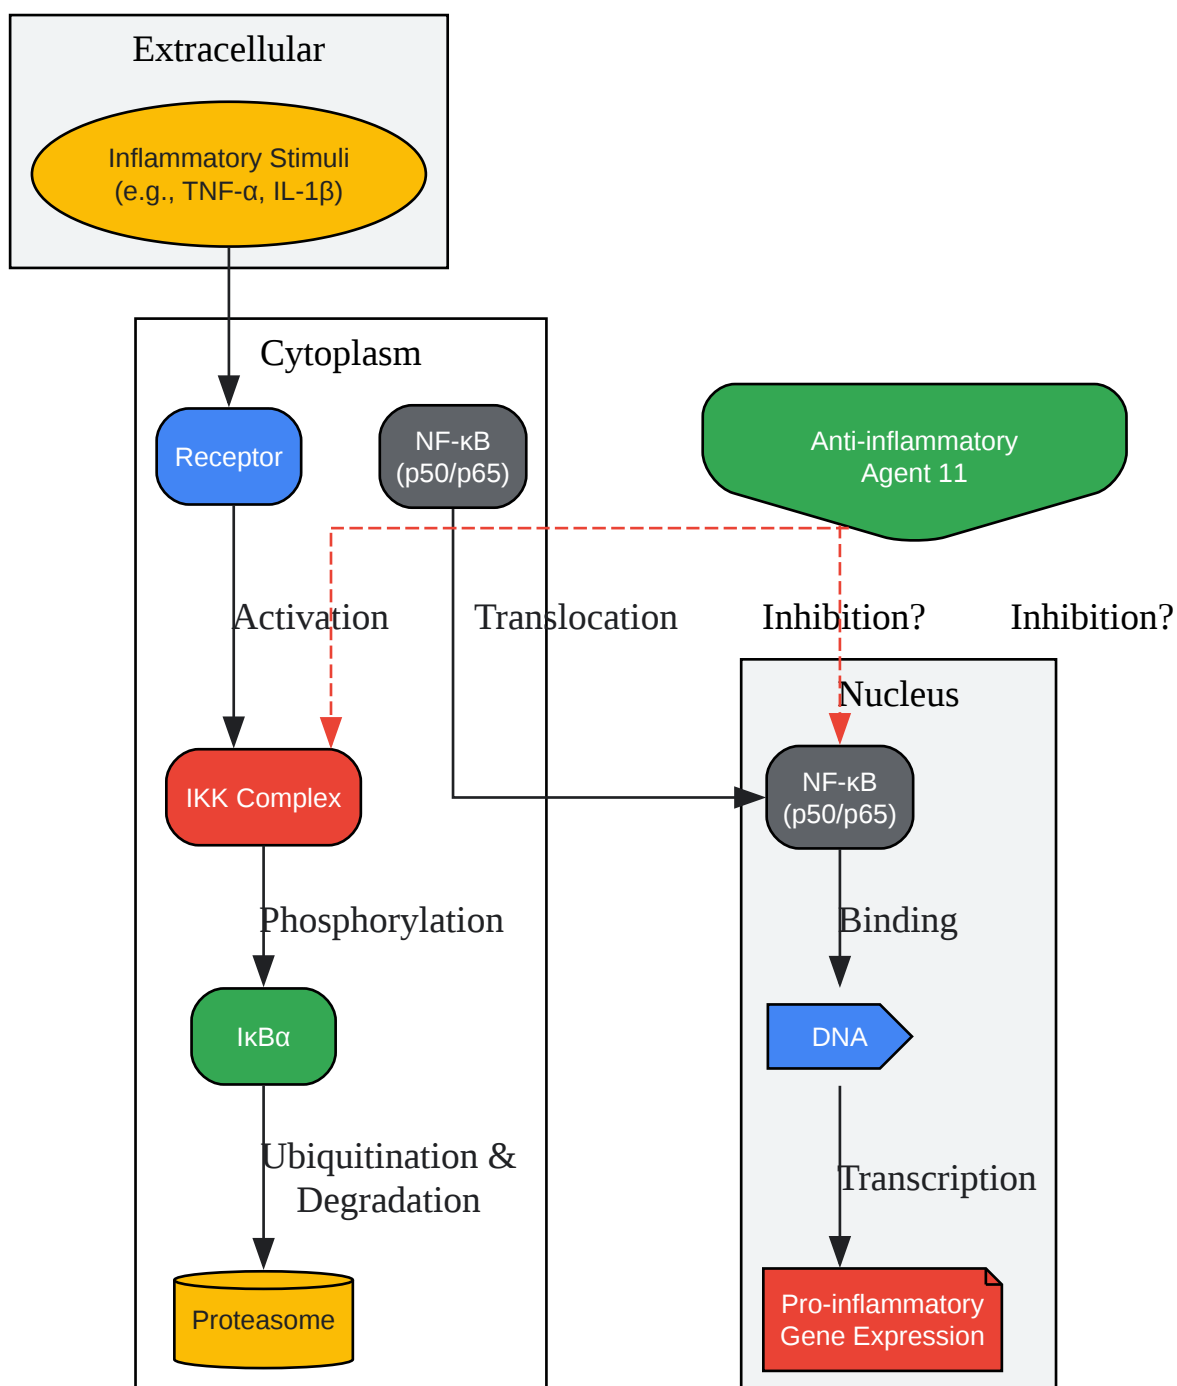 Extracellular
Inflammatory Stimuli
(e.g., TNF-α, IL-1β)
Cytoplasm
Receptor
NF-κB
(p50/p65)
Anti-inflammatory
Agent 11
Activation
Translocation
Inhibition?
Inhibition?
Nucleus
IKK Complex
NF-κB
(p50/p65)
Phosphorylation
Binding
IκBα
DNA
Ubiquitination &
Degradation
Transcription
Proteasome
Pro-inflammatory
Gene Expression